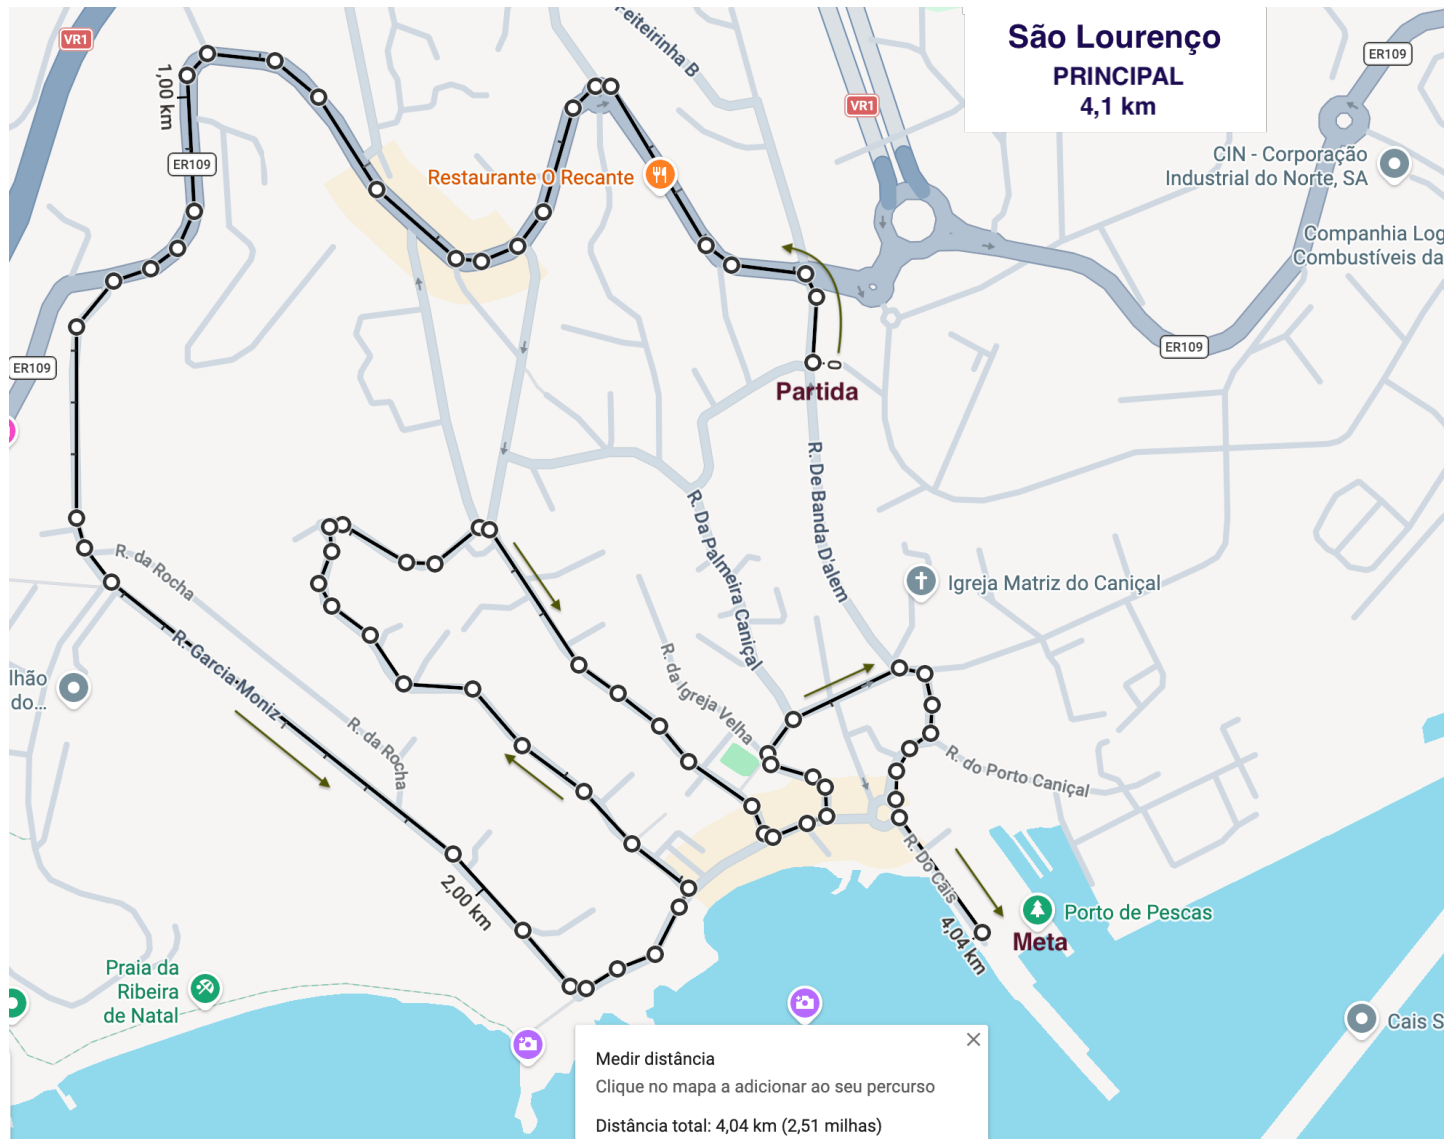 São Lourenço
PRINCIPAL
4,1 km
VR1
Feiteirinha B
ER109
VR1
1,00 km
CIN - Corporação
Industrial do Norte, SA
ER109
Restaurante O Recante
Companhia Log
Combustíveis da
ER109
ER109
0
Partida
R. De Banda D'alem
R. Da Palmeira Caniçal
R. da Rocha
Igreja Matriz do Caniçal
R. Garcia Moniz
lhão
do...
R. da Igreja Velha
R. da Rocha
R. do Porto Caniçal
R. Do Cais
2,00 km
Porto de Pescas
Meta
4,04 km
Praia da
Ribeira
de Natal
Cais S
Medir distância
Clique no mapa a adicionar ao seu percurso
Distância total: 4,04 km (2,51 milhas)